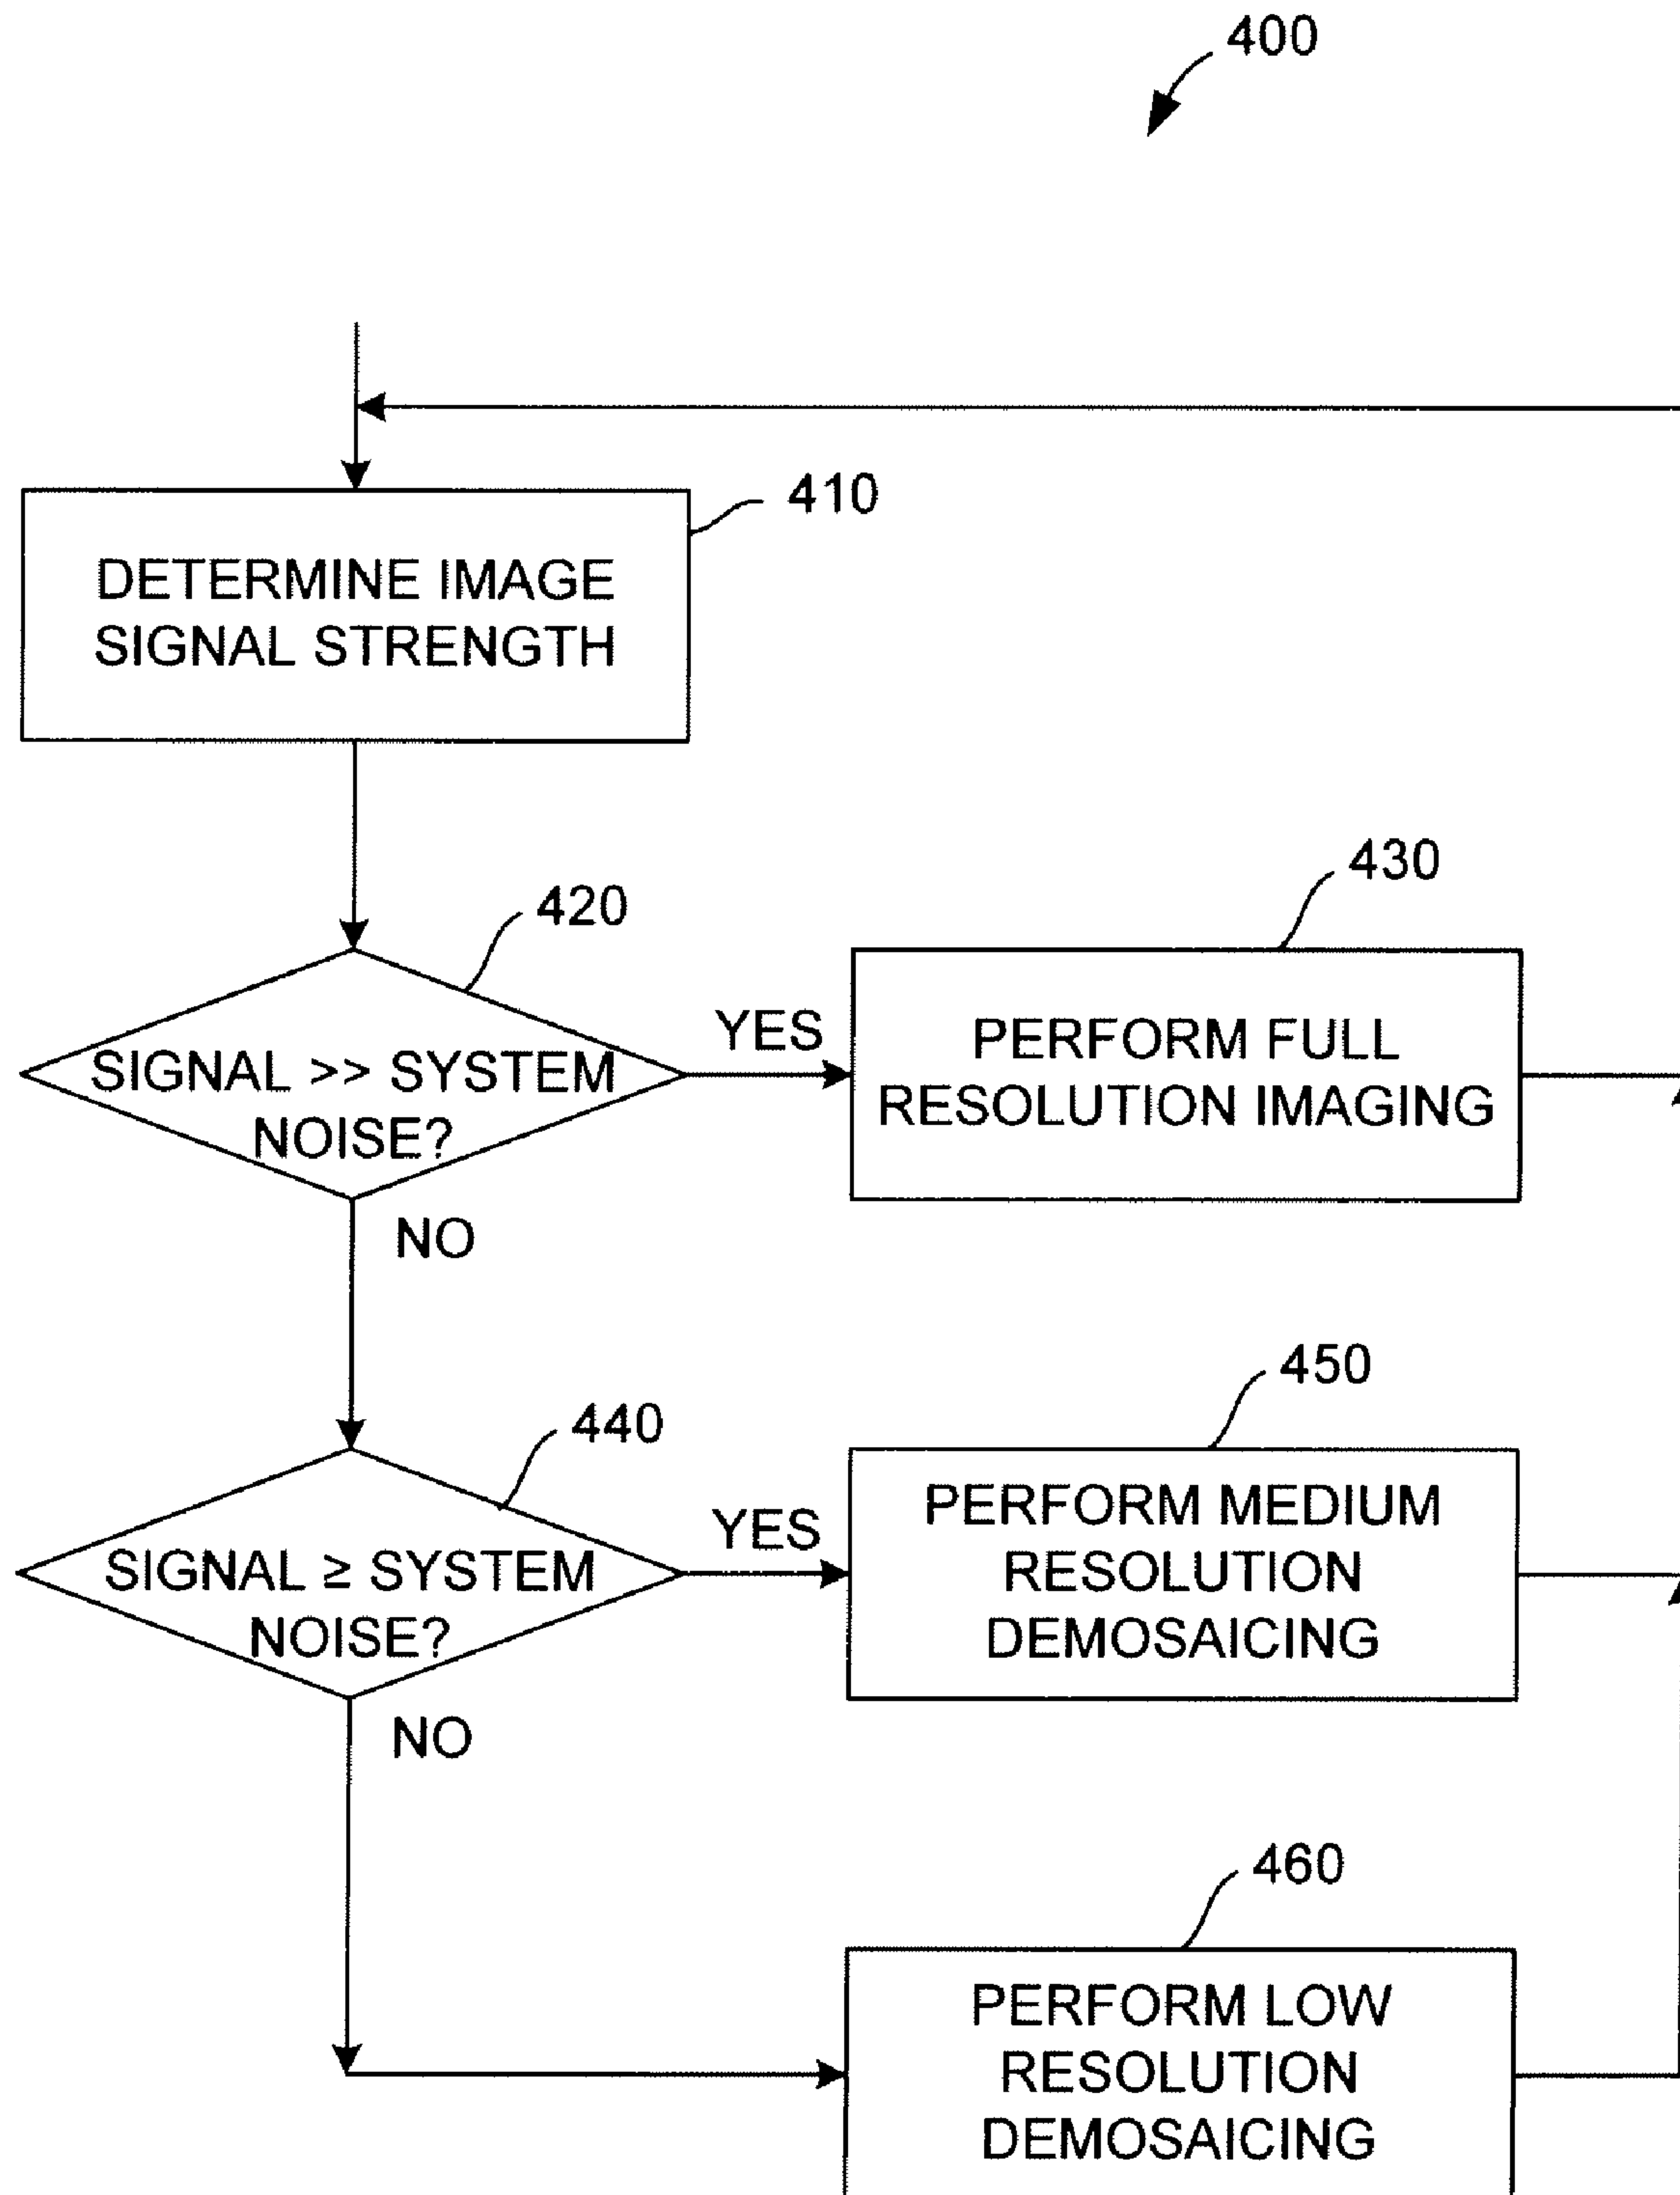 400
410
DETERMINE IMAGE
SIGNAL STRENGTH
420
SIGNAL >> SYSTEM
NOISE?
YES
NO
430
PERFORM FULL
RESOLUTION IMAGING
440
SIGNAL ≥ SYSTEM
NOISE?
YES
NO
450
PERFORM MEDIUM
RESOLUTION
DEMOSAICING
460
PERFORM LOW
RESOLUTION
DEMOSAICING